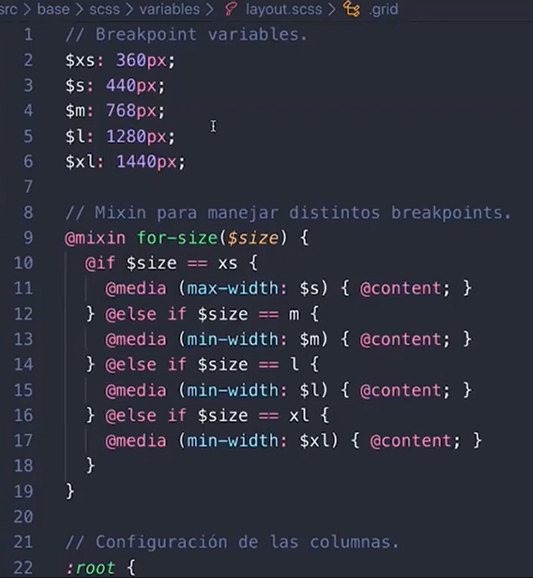 src > base > scss > variables > layout.scss > .grid
1 // Breakpoint variables.
2 $xs: 360px;
3 $s: 440px;
4 $m: 768px;
5 $l: 1280px;
6 $xl: 1440px;
7
8 // Mixin para manejar distintos breakpoints.
9 @mixin for-size($size) {
10 @if $size == xs {
11 @media (max-width: $s) { @content; }
12 } @else if $size == m {
13 @media (min-width: $m) { @content; }
14 } @else if $size == l {
15 @media (min-width: $l) { @content; }
16 } @else if $size == xl {
17 @media (min-width: $xl) { @content; }
18 }
19 }
20
21 // Configuración de las columnas.
22 :root {